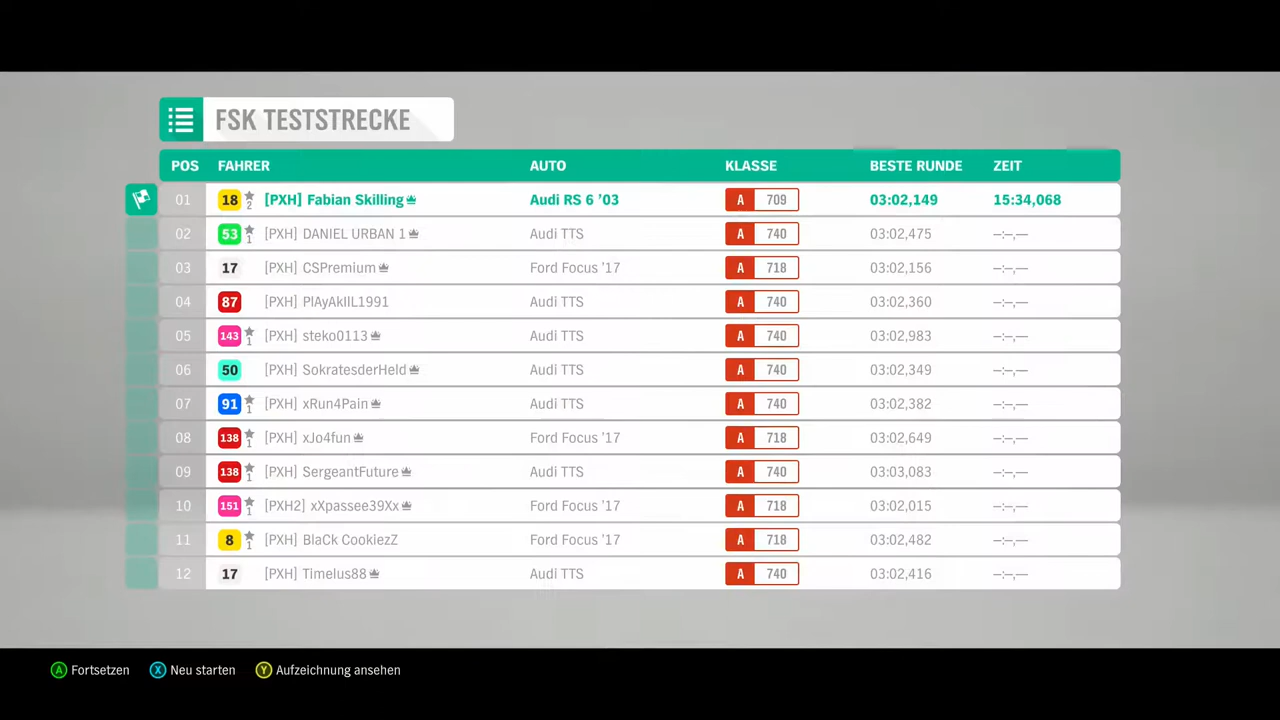 FSK TESTSTRECKE
POS FAHRER AUTO KLASSE BESTE RUNDE ZEIT
01 18 2 [PXH] Fabian Skilling Audi RS 6 '03 A 709 03:02,149 15:34,068
02 53 1 [PXH] DANIEL URBAN 1 Audi TTS A 740 03:02,475 –:–,–
03 17 [PXH] CSPremium Ford Focus '17 A 718 03:02,156 –:–,–
04 87 [PXH] PlAyAkIIL1991 Audi TTS A 740 03:02,360 –:–,–
05 143 1 [PXH] steko0113 Audi TTS A 740 03:02,983 –:–,–
06 50 [PXH] SokratesderHeld Audi TTS A 740 03:02,349 –:–,–
07 91 1 [PXH] xRun4Pain Audi TTS A 740 03:02,382 –:–,–
08 138 1 [PXH] xJo4fun Ford Focus '17 A 718 03:02,649 –:–,–
09 138 1 [PXH] SergeantFuture Audi TTS A 740 03:03,083 –:–,–
10 151 1 [PXH2] xXpassee39Xx Ford Focus '17 A 718 03:02,015 –:–,–
11 8 1 [PXH] BlaCk CookiezZ Ford Focus '17 A 718 03:02,482 –:–,–
12 17 [PXH] Timelus88 Audi TTS A 740 03:02,416 –:–,–
A Fortsetzen X Neu starten Y Aufzeichnung ansehen